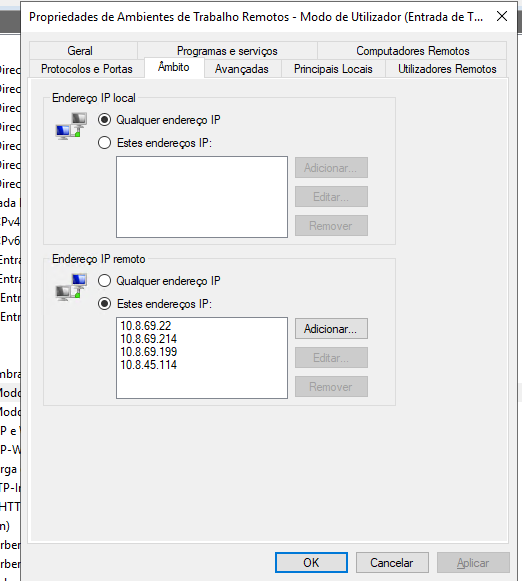 Propriedades de Ambientes de Trabalho Remotos - Modo de Utilizador (Entrada de T...
Geral
Programas e serviços
Computadores Remotos
Protocolos e Portas
Âmbito
Avançadas
Principais Locais
Utilizadores Remotos
Endereço IP local
Qualquer endereço IP
Estes endereços IP:
Adicionar...
Editar...
Remover
Endereço IP remoto
Qualquer endereço IP
Estes endereços IP:
10.8.69.22
10.8.69.214
10.8.69.199
10.8.45.114
Adicionar...
Editar...
Remover
OK
Cancelar
Aplicar